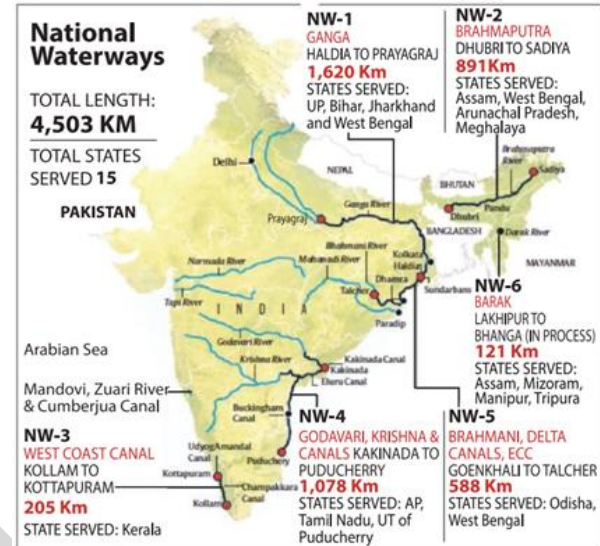 National
Waterways
TOTAL LENGTH:
4,503 KM
TOTAL STATES
SERVED 15
NW-1
GANGA
HALDIA TO PRAYAGRAJ
1,620 Km
STATES SERVED:
UP, Bihar, Jharkhand
and West Bengal
NW-2
BRAHMAPUTRA
DHUBRI TO SADIYA
891Km
STATES SERVED:
Assam, West Bengal,
Arunachal Pradesh,
Meghalaya
PAKISTAN
Delhi
NEPAL
BHUTAN
Brahmaputra
River
Sadiya
Prayagraj
Ganga River
Dhubri
Pandu
BANGLADESH
Barak River
MAYANMAR
Narmada River
Bhahmani River
Mahanadi River
Kolkata
Haldia
Dhamra
Talcher
Sundarbans
Tapi River
INDIA
Paradip
NW-6
BARAK
LAKHIPUR TO
BHANGA (IN PROCESS)
121 Km
STATES SERVED:
Assam, Mizoram,
Manipur, Tripura
Arabian Sea
Godavari River
Krishna River
Kakinada Canal
Kakinada
Eluru Canal
Mandovi, Zuari River
& Cumberjua Canal
Buckingham
Canal
NW-3
WEST COAST CANAL
KOLLAM TO
KOTTAPURAM
205 Km
STATE SERVED: Kerala
UdyogAmandal
Canal
Puducherry
Kottapuram
Champakkara
Canal
Kollam
NW-4
GODAVARI, KRISHNA &
CANALS KAKINADA TO
PUDUCHERRY
1,078 Km
STATES SERVED: AP,
Tamil Nadu, UT of
Puducherry
NW-5
BRAHMANI, DELTA
CANALS, ECC
GOENKHALI TO TALCHER
588 Km
STATES SERVED: Odisha,
West Bengal